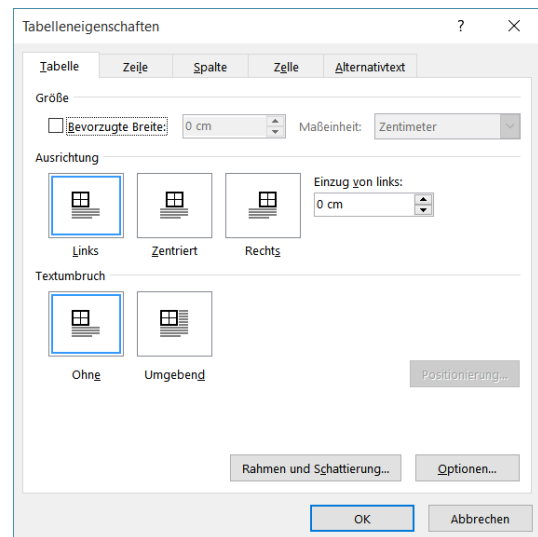 Tabelleneigenschaften ?
Tabelle Zeile Spalte Zelle Alternativtext
Größe
Bevorzugte Breite: 0 cm Maßeinheit: Zentimeter
Ausrichtung
Einzug von links:
0 cm
Links Zentriert Rechts
Textumbruch
Ohne Umgebend
Positionierung...
Rahmen und Schattierung... Optionen...
OK Abbrechen